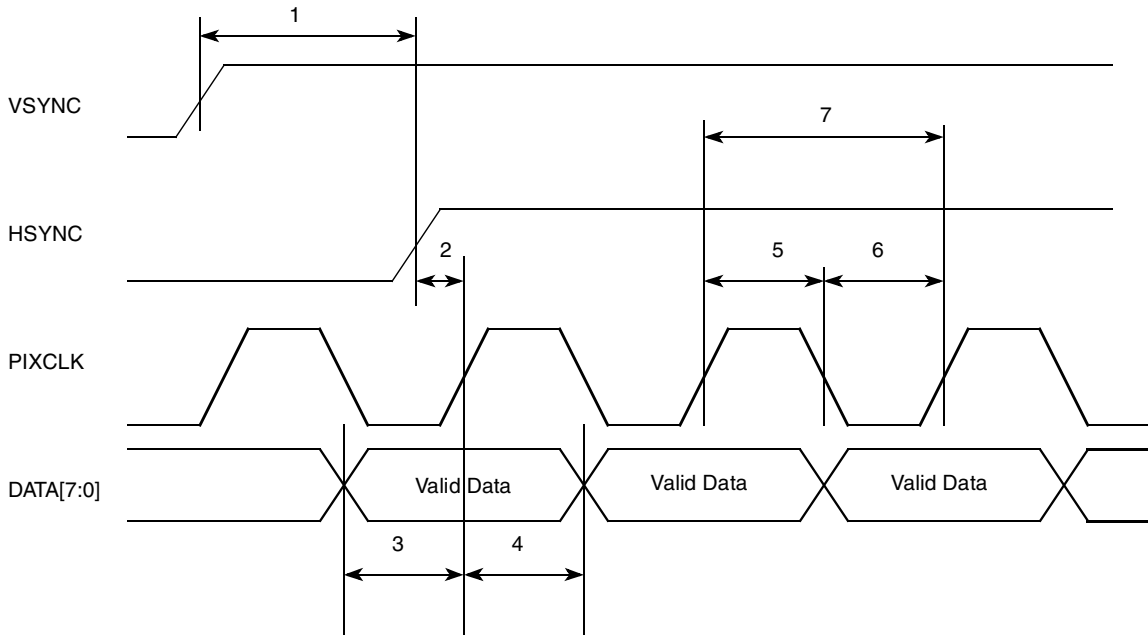 1
VSYNC
7
HSYNC
2
5
6
PIXCLK
DATA[7:0]
Valid Data
Valid Data
Valid Data
3
4